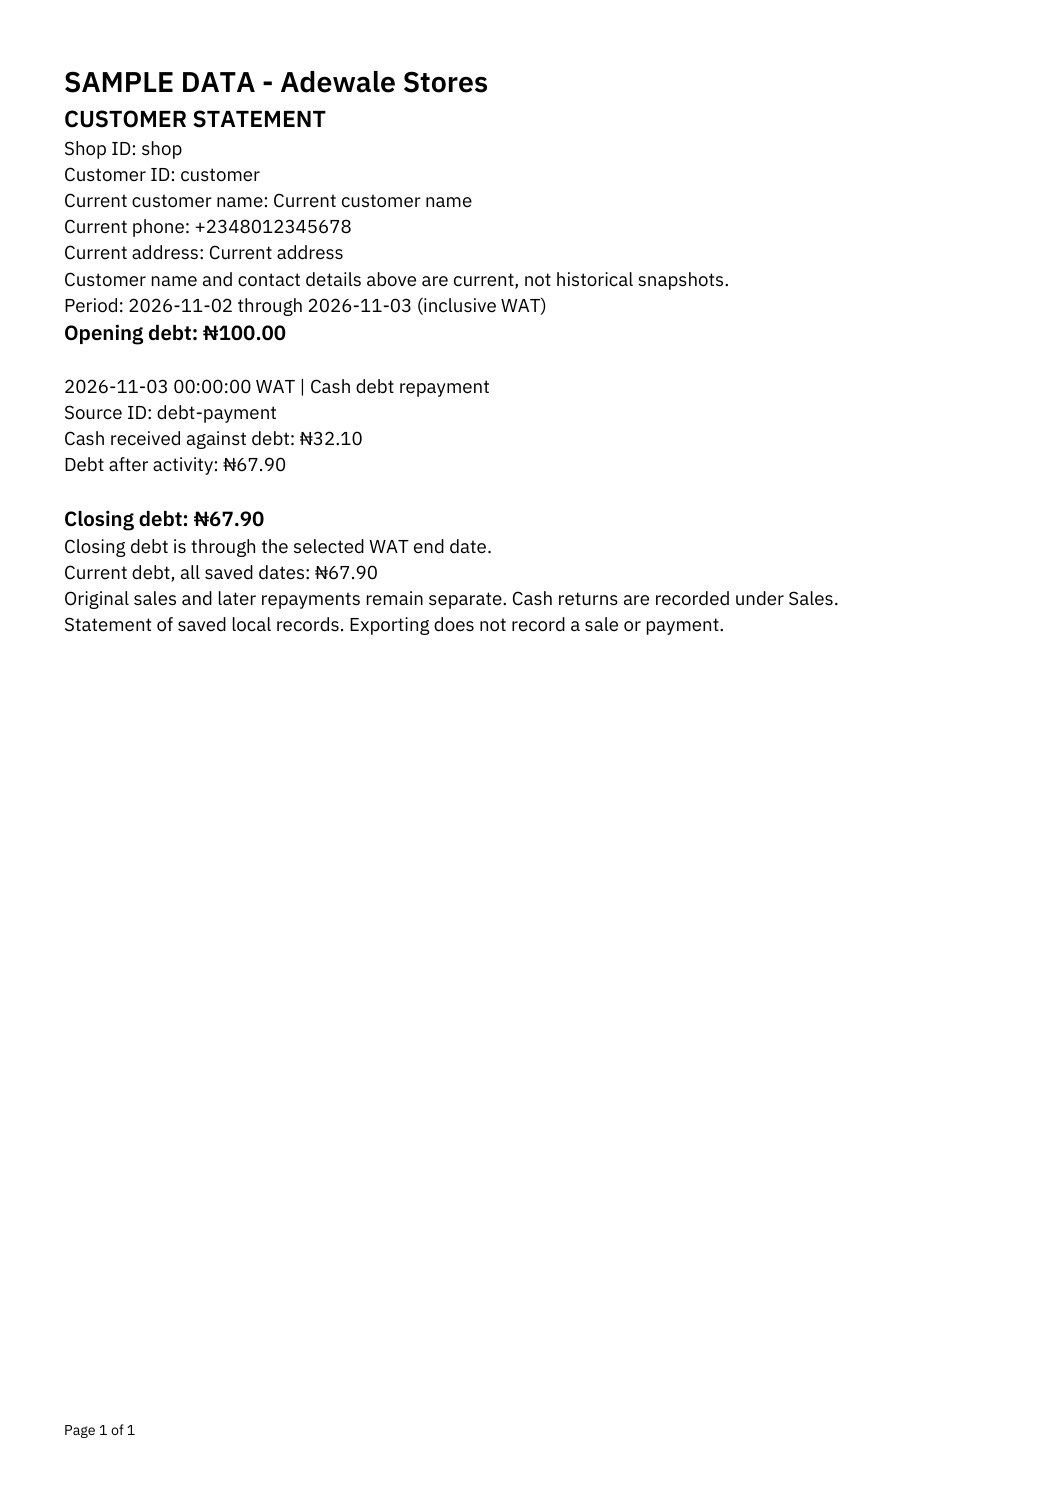 SAMPLE DATA - Adewale Stores
CUSTOMER STATEMENT
Shop ID: shop
Customer ID: customer
Current customer name: Current customer name
Current phone: +2348012345678
Current address: Current address
Customer name and contact details above are current, not historical snapshots.
Period: 2026-11-02 through 2026-11-03 (inclusive WAT)
Opening debt: ₦100.00
2026-11-03 00:00:00 WAT | Cash debt repayment
Source ID: debt-payment
Cash received against debt: ₦32.10
Debt after activity: ₦67.90
Closing debt: ₦67.90
Closing debt is through the selected WAT end date.
Current debt, all saved dates: ₦67.90
Original sales and later repayments remain separate. Cash returns are recorded under Sales.
Statement of saved local records. Exporting does not record a sale or payment.
Page 1 of 1